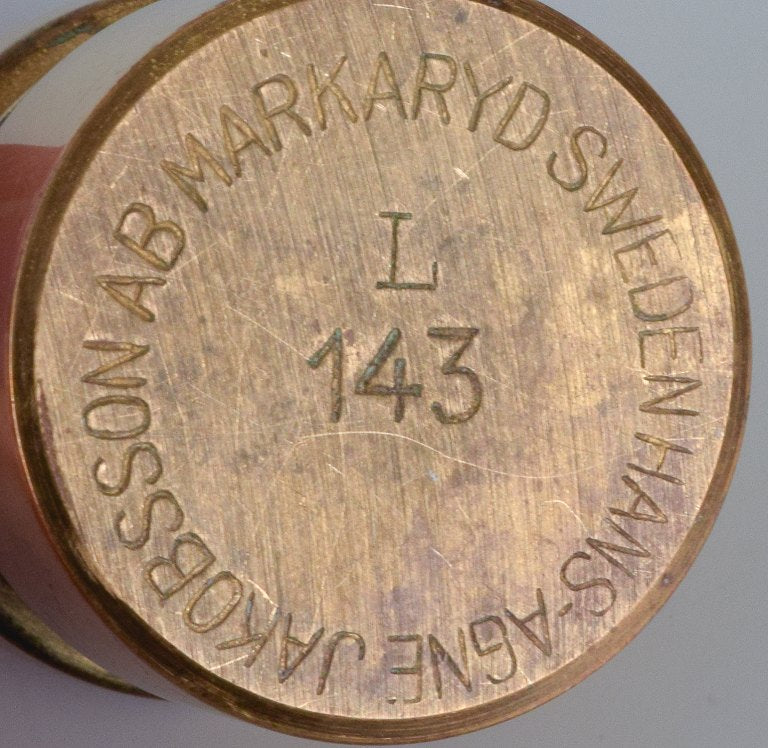 HANS-AGNE JAKOBSSON AB MARKARYD SWEDEN
L
143